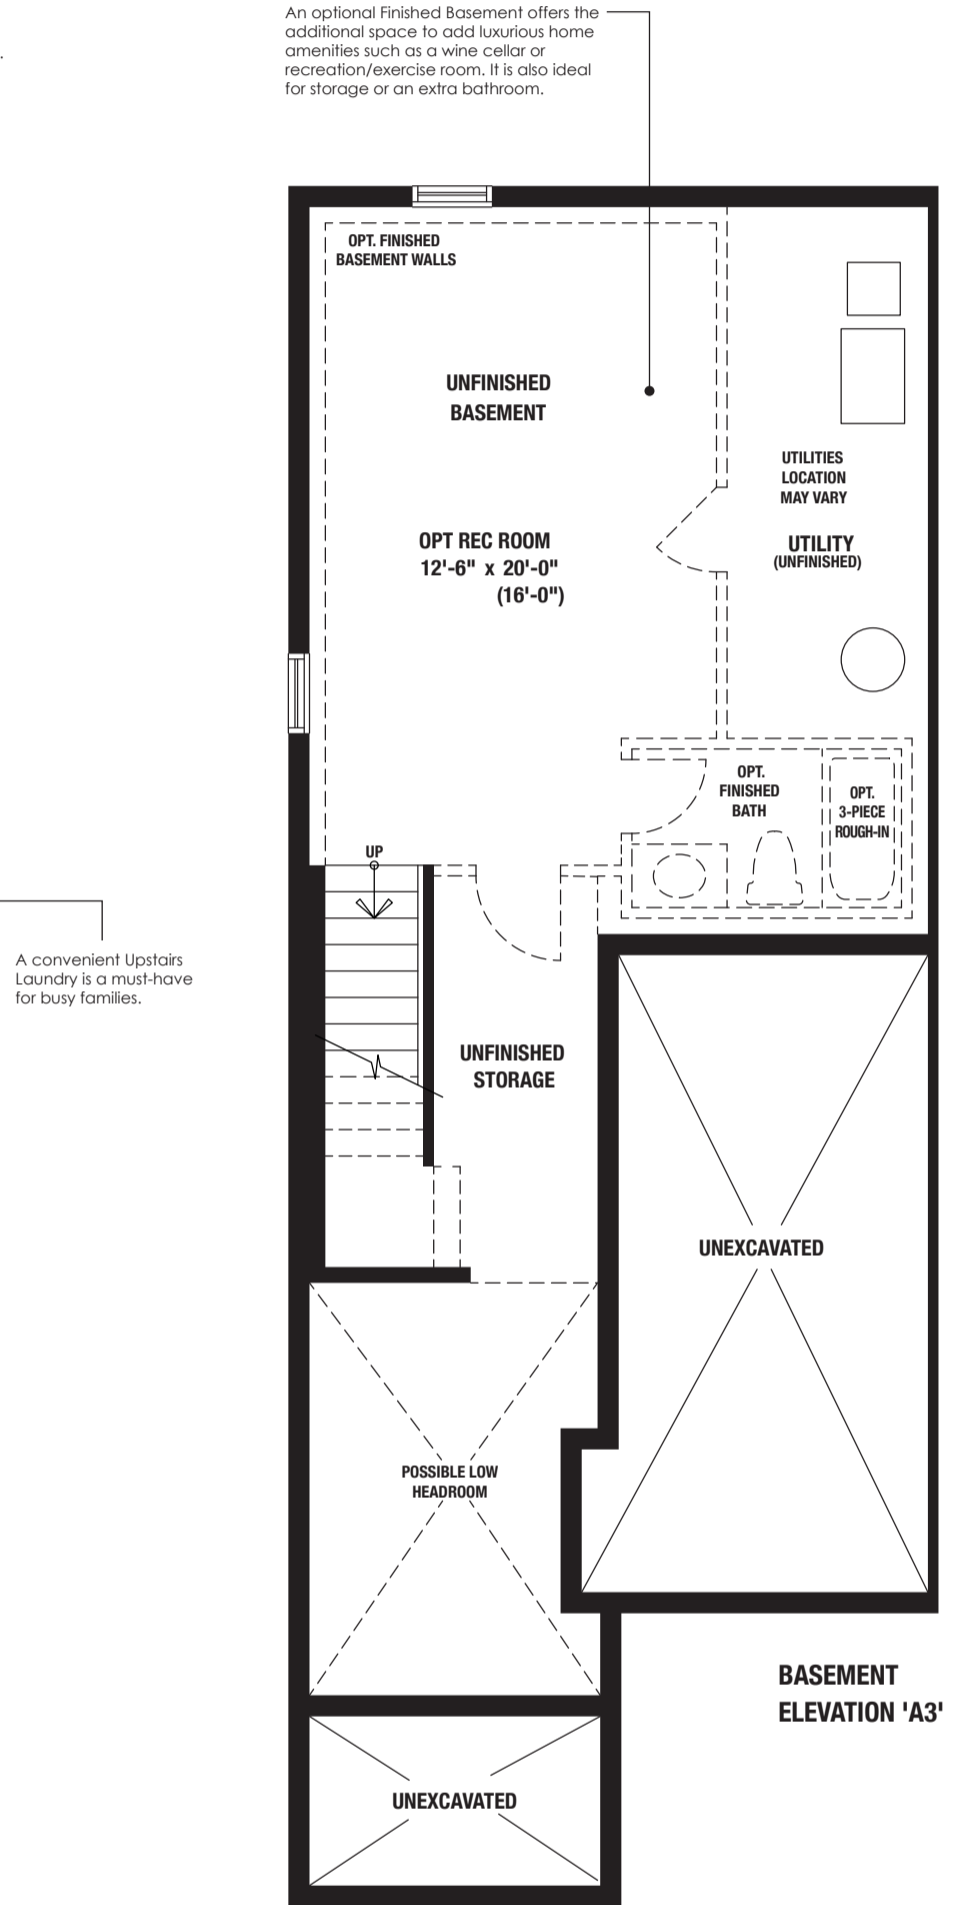 An optional Finished Basement offers the
additional space to add luxurious home
amenities such as a wine cellar or
recreation/exercise room. It is also ideal
for storage or an extra bathroom.
.
OPT. FINISHED
BASEMENT WALLS
UNFINISHED
BASEMENT
UTILITIES
LOCATION
MAY VARY
UTILITY
(UNFINISHED)
OPT REC ROOM
12'-6" x 20'-0"
(16'-0")
OPT.
FINISHED
BATH
OPT.
3-PIECE
ROUGH-IN
UP
A convenient Upstairs
Laundry is a must-have
for busy families.
UNFINISHED
STORAGE
UNEXCAVATED
POSSIBLE LOW
HEADROOM
BASEMENT
ELEVATION 'A3'
UNEXCAVATED